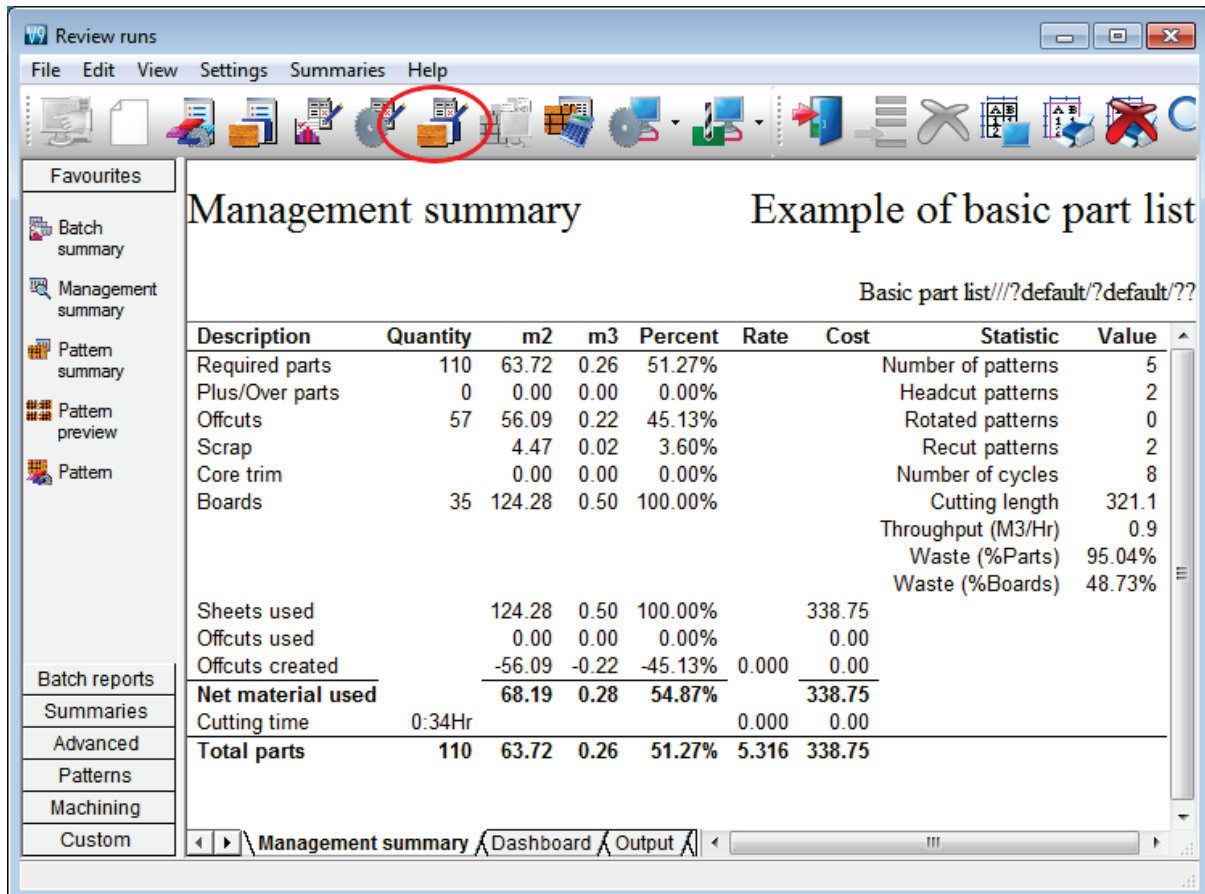 V9 Review runs
File Edit View Settings Summaries Help
Favourites
Batch
summary
Management
summary
Pattern
summary
Pattern
preview
Pattern
Batch reports
Summaries
Advanced
Patterns
Machining
Custom
Management summary Example of basic part list
Basic part list///?default/?default/??
Description Quantity m2 m3 Percent Rate Cost Statistic Value
Required parts 110 63.72 0.26 51.27% Number of patterns 5
Plus/Over parts 0 0.00 0.00 0.00% Headcut patterns 2
Offcuts 57 56.09 0.22 45.13% Rotated patterns 0
Scrap 4.47 0.02 3.60% Recut patterns 2
Core trim 0.00 0.00 0.00% Number of cycles 8
Boards 35 124.28 0.50 100.00% Cutting length 321.1
Throughput (M3/Hr) 0.9
Waste (%Parts) 95.04%
Waste (%Boards) 48.73%
Sheets used 124.28 0.50 100.00% 338.75
Offcuts used 0.00 0.00 0.00% 0.00
Offcuts created -56.09 -0.22 -45.13% 0.000 0.00
Net material used 68.19 0.28 54.87% 338.75
Cutting time 0:34Hr 0.000 0.00
Total parts 110 63.72 0.26 51.27% 5.316 338.75
Management summary Dashboard Output